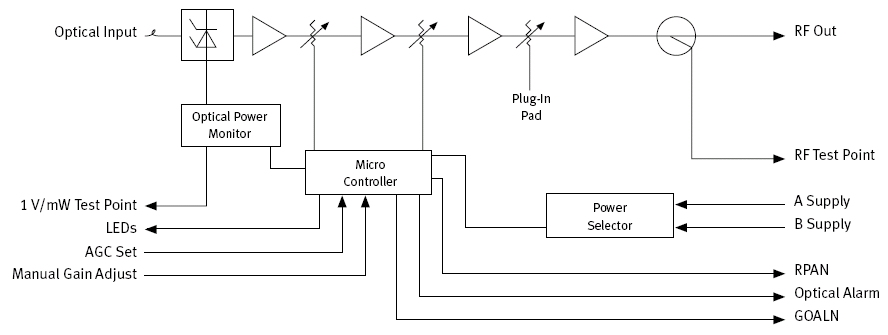 Optical Input
RF Out
Plug-In
Pad
Optical Power
Monitor
Micro
Controller
RF Test Point
1 V/mW Test Point
LEDs
AGC Set
Manual Gain Adjust
Power
Selector
A Supply
B Supply
RPAN
Optical Alarm
GOALN